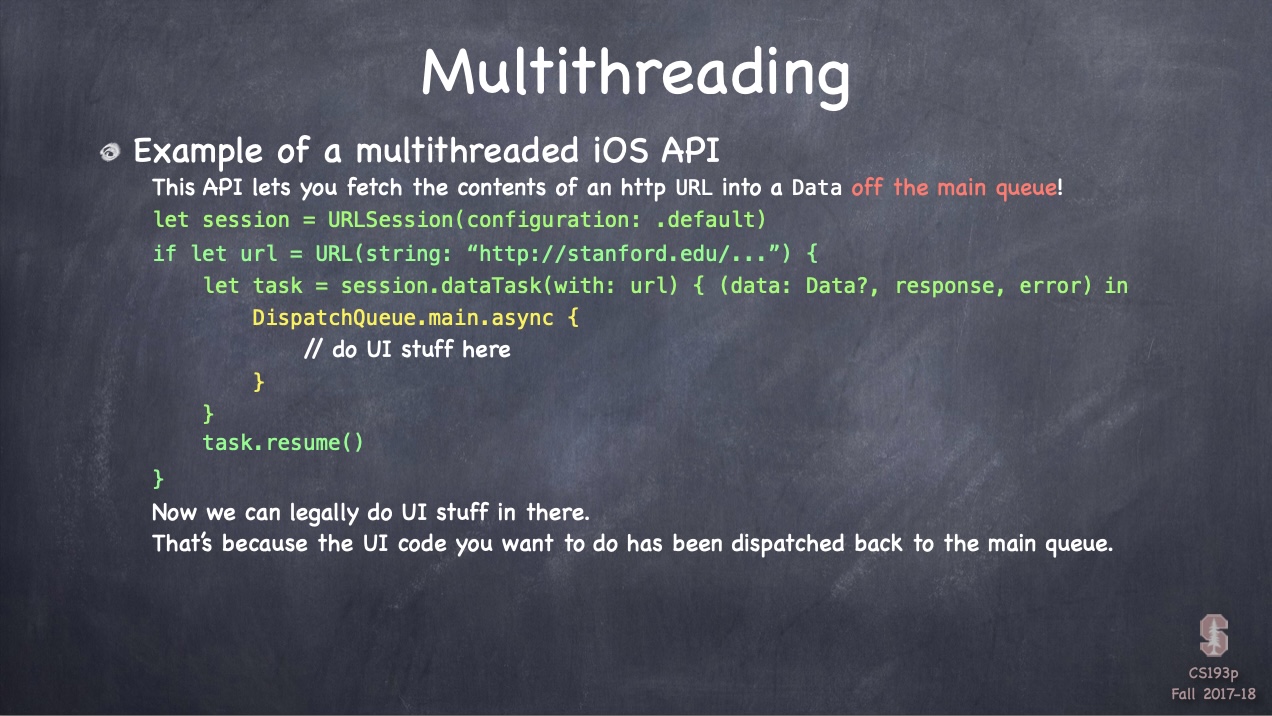 Multithreading
Example of a multithreaded iOS API
This API lets you fetch the contents of an http URL into a Data off the main queue!
let session = URLSession(configuration: .default)
if let url = URL(string: “http://stanford.edu/...”) {
let task = session.dataTask(with: url) { (data: Data?, response, error) in
DispatchQueue.main.async {
// do UI stuff here
}
}
task.resume()
}
Now we can legally do UI stuff in there.
That’s because the UI code you want to do has been dispatched back to the main queue.
S
CS193p
Fall 2017-18